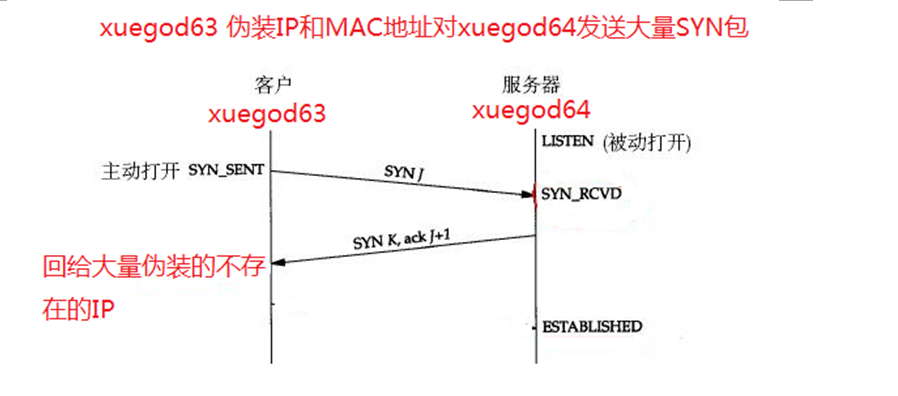 xuegod63 伪装IP和MAC地址对xuegod64发送大量SYN包
客户
服务器
xuegod63
xuegod64
LISTEN (被动打开)
主动打开 SYN_SENT
SYN J
SYN_RCVD
SYN K, ack J+1
回给大量伪装的不存
在的IP
ESTABLISHED